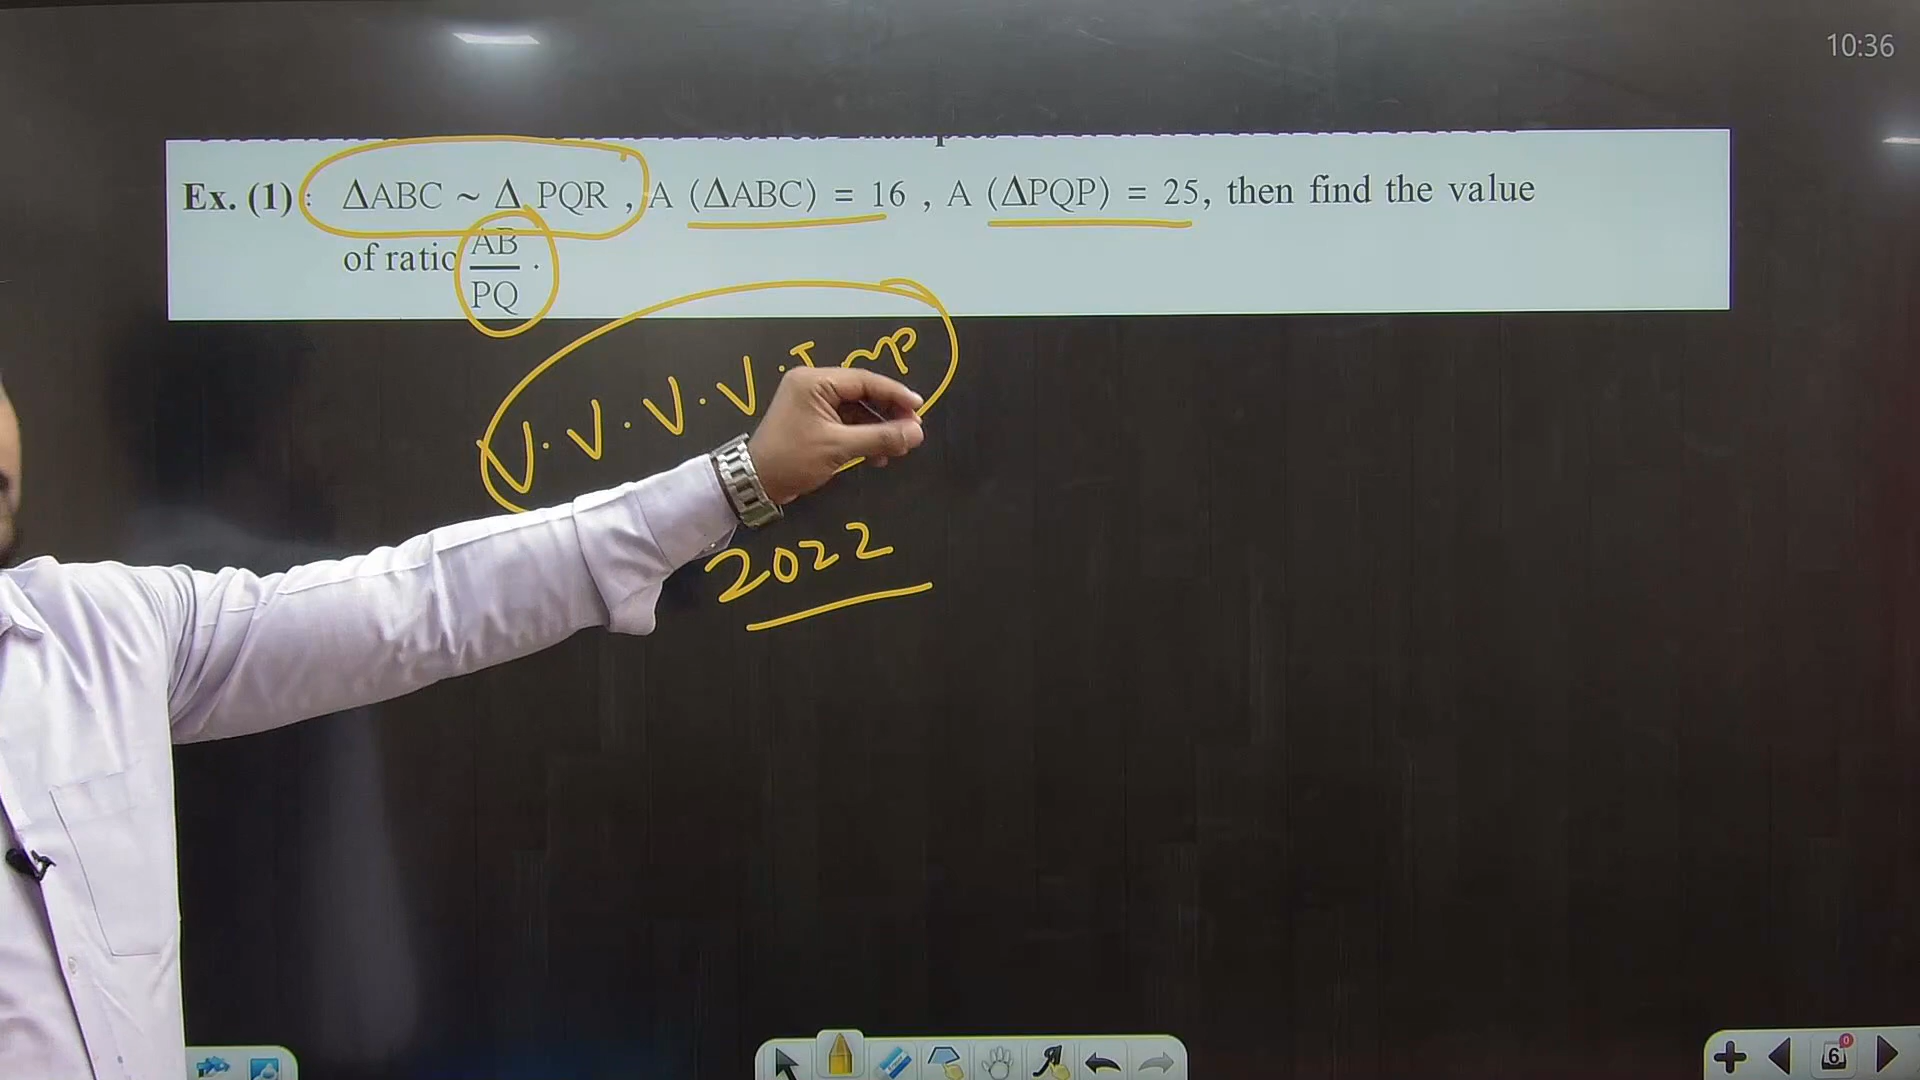 10:36
Ex. (1) : ΔABC ~ Δ PQR , A (ΔABC) = 16 , A (ΔPQP) = 25, then find the value
of ratio AB/PQ .
V. V. V. V. Imp
2022
6
0